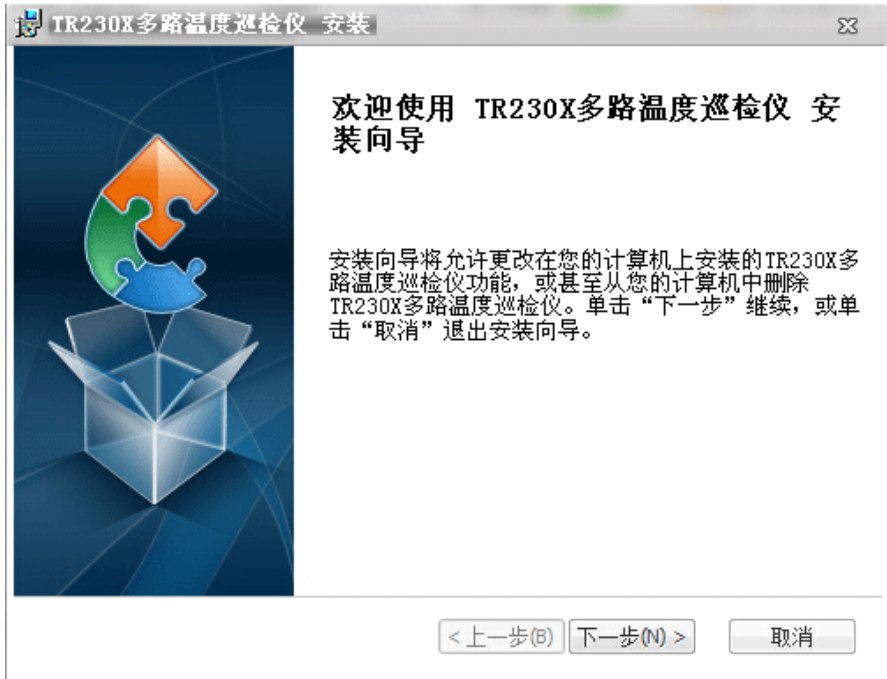 TR230X多路温度巡检仪 安装
欢迎使用 TR230X多路温度巡检仪 安
装向导
安装向导将允许更改在您的计算机上安装的TR230X多
路温度巡检仪功能，或甚至从您的计算机中删除
TR230X多路温度巡检仪。单击“下一步”继续，或单
击“取消”退出安装向导。
<上一步(B) 下一步(N) > 取消